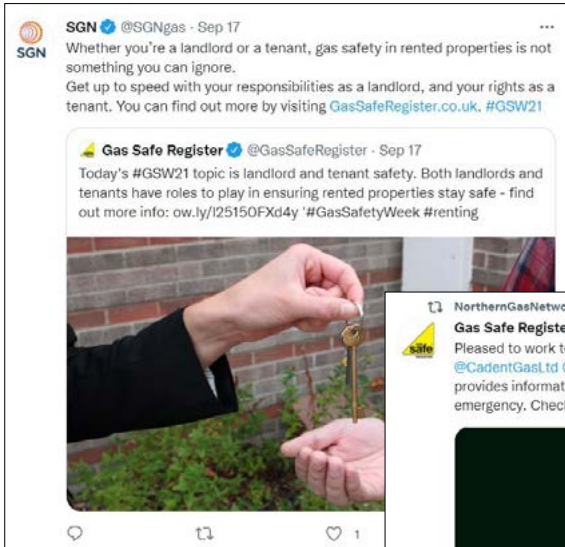 SGN @SGNgas · Sep 17
SGN
Whether you're a landlord or a tenant, gas safety in rented properties is not
something you can ignore.
Get up to speed with your responsibilities as a landlord, and your rights as a
tenant. You can find out more by visiting GasSafeRegister.co.uk. #GSW21
Gas Safe Register @GasSafeRegister · Sep 17
Today's #GSW21 topic is landlord and tenant safety. Both landlords and
tenants have roles to play in ensuring rented properties stay safe - find
out more info: ow.ly/l25150FXd4y '#GasSafetyWeek #renting
NorthernGasNetwo
Gas Safe Registe
safe
Pleased to work to
@CadentGasLtd
provides informat
emergency. Check
1